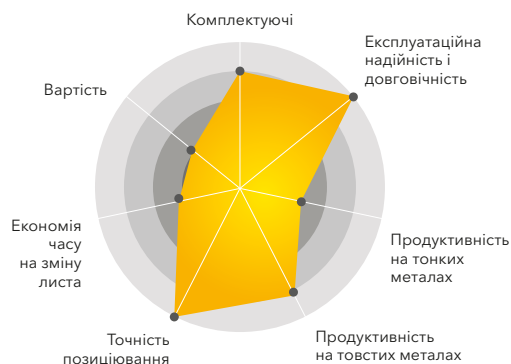 Комплектуючі
Експлуатаційна
надійність і
довговічність
Вартість
Економія
часу
на зміну
листа
Продуктивність
на тонких
металах
Точність
позиціювання
Продуктивність
на товстих металах